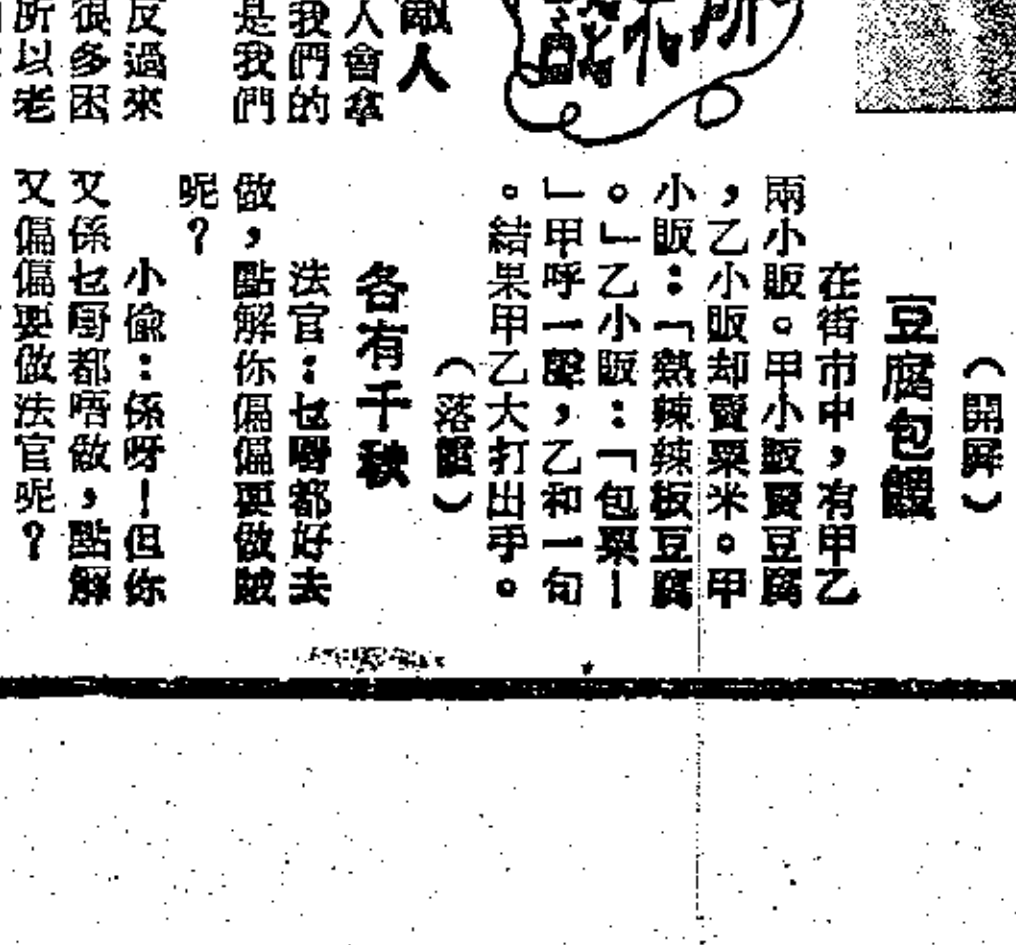 （開屏）
豆腐包饅
在街市中，有甲乙
兩小販。甲小販賣豆腐
，乙小販却賣粟米。甲
小販：「熱辣辣板豆腐
。」乙小販：「包粟！
」甲呼一聲，乙和一句
。結果甲乙大打出手。
（落蟹）
各有千秧
法官：乜嘢都好去
做，點解你偏偏要做賊
呢？
小偷：係呀！但你
又係乜嘢都唔做，點解
又偏偏要做法官呢？
敵人
人會拿
我們的
是我們
反過來
很多困
所以老